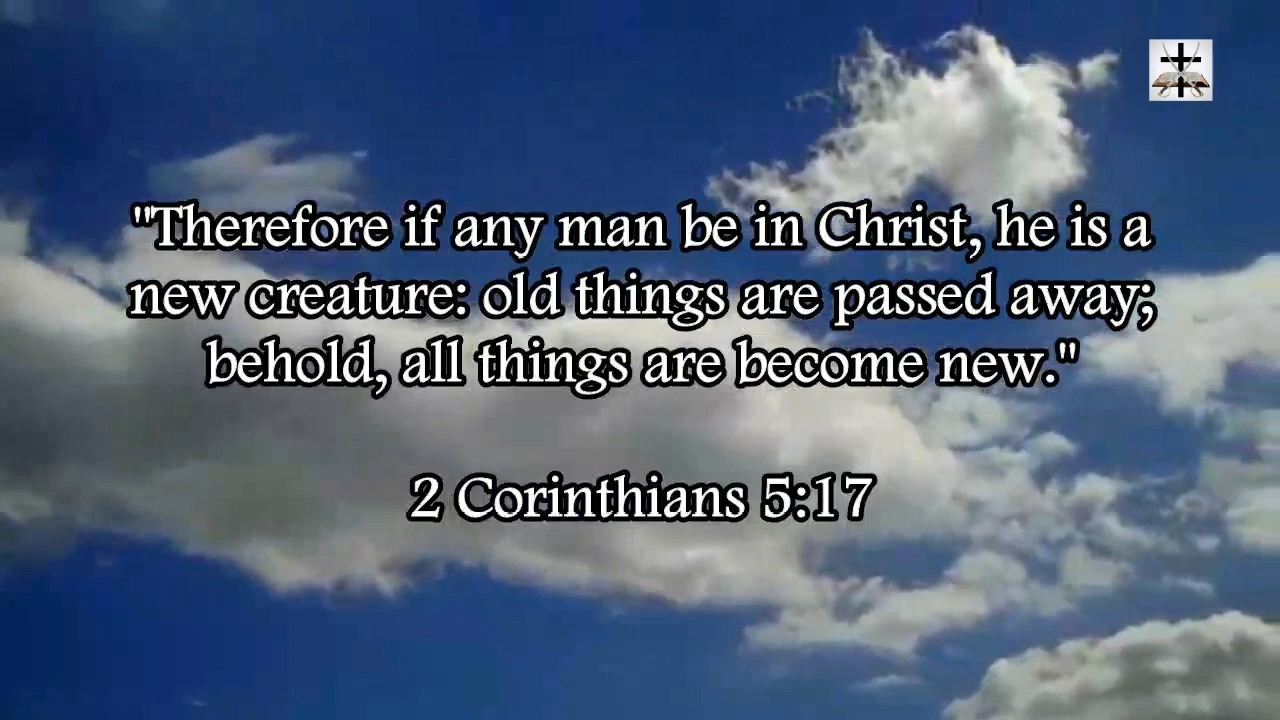 "Therefore if any man be in Christ, he is a
new creature: old things are passed away;
behold, all things are become new."
2 Corinthians 5:17